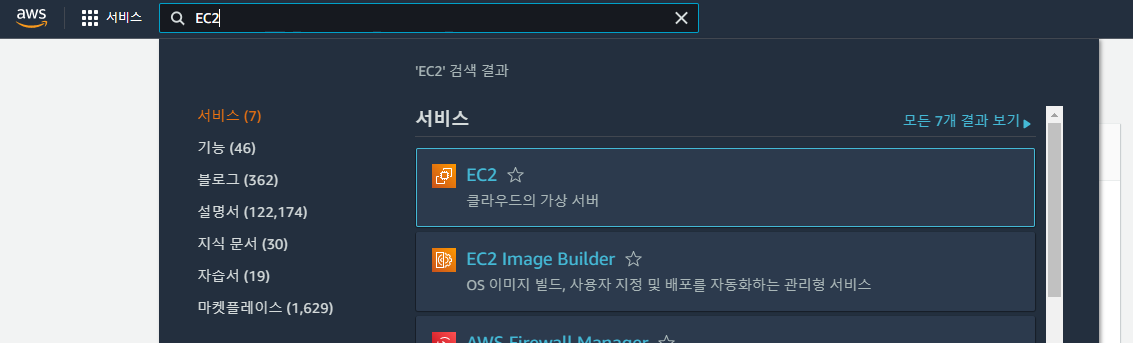 aws
서비스
EC2
'EC2' 검색 결과
서비스 (7)
기능 (46)
블로그 (362)
설명서 (122,174)
지식 문서 (30)
자습서 (19)
마켓플레이스 (1,629)
서비스
모든 7개 결과 보기
EC2
클라우드의 가상 서버
EC2 Image Builder
OS 이미지 빌드, 사용자 지정 및 배포를 자동화하는 관리형 서비스
AWS Firewall Manager